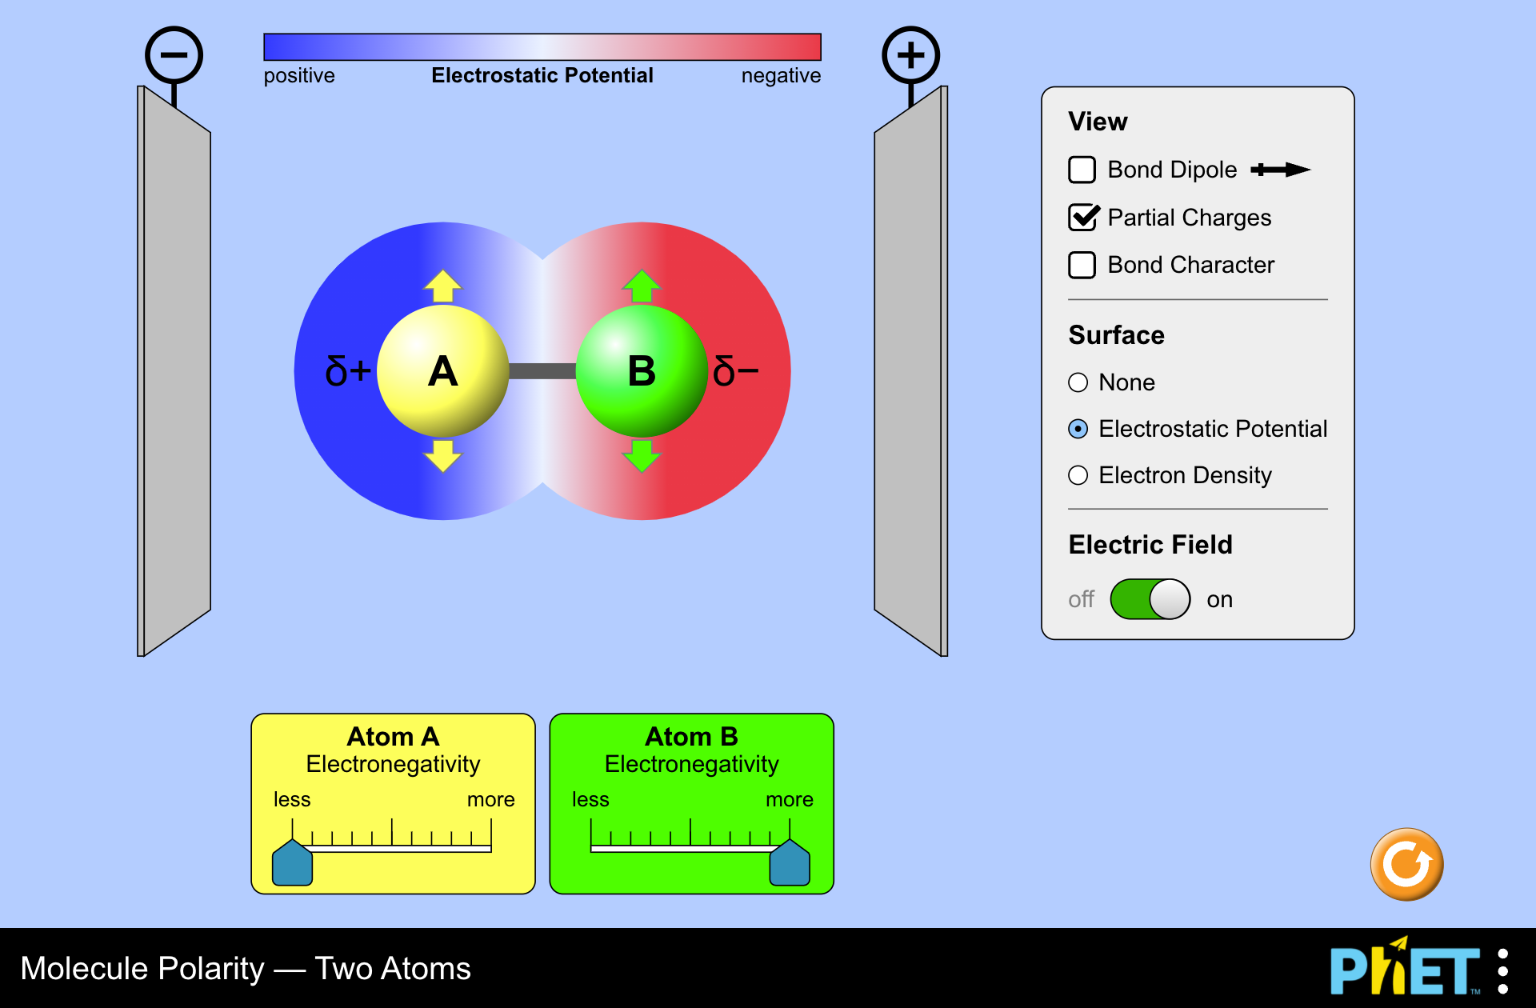 positive Electrostatic Potential negative
View
Bond Dipole
Partial Charges
Bond Character
Surface
None
Electrostatic Potential
Electron Density
Electric Field
off on
δ+ A B δ−
Atom A
Electronegativity
less more
Atom B
Electronegativity
less more
Molecule Polarity — Two Atoms
PhET™